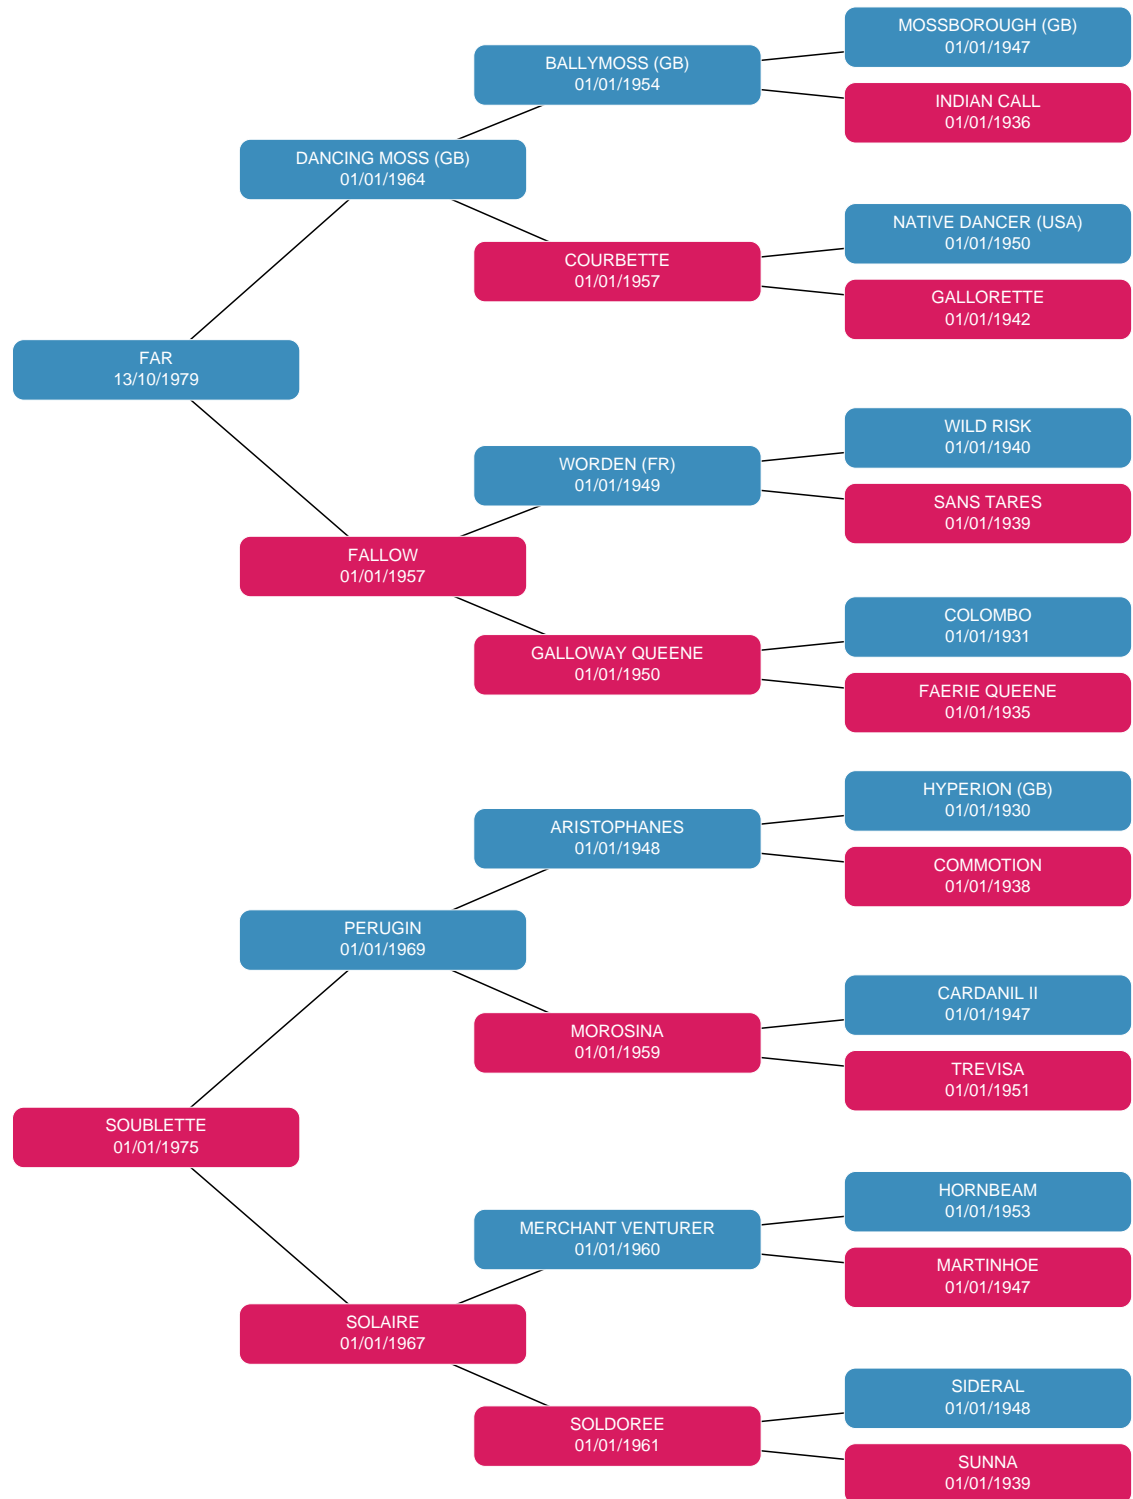 MOSSBOROUGH (GB)
01/01/1947
BALLYMOSS (GB)
01/01/1954
INDIAN CALL
01/01/1936
DANCING MOSS (GB)
01/01/1964
NATIVE DANCER (USA)
01/01/1950
COURBETTE
01/01/1957
GALLORETTE
01/01/1942
FAR
13/10/1979
WILD RISK
01/01/1940
WORDEN (FR)
01/01/1949
SANS TARES
01/01/1939
FALLOW
01/01/1957
COLOMBO
01/01/1931
GALLOWAY QUEENE
01/01/1950
FAERIE QUEENE
01/01/1935
HYPERION (GB)
01/01/1930
ARISTOPHANES
01/01/1948
COMMOTION
01/01/1938
PERUGIN
01/01/1969
CARDANIL II
01/01/1947
MOROSINA
01/01/1959
TREVISA
01/01/1951
SOUBLETTE
01/01/1975
HORNBEAM
01/01/1953
MERCHANT VENTURER
01/01/1960
MARTINHOE
01/01/1947
SOLAIRE
01/01/1967
SIDERAL
01/01/1948
SOLDOREE
01/01/1961
SUNNA
01/01/1939